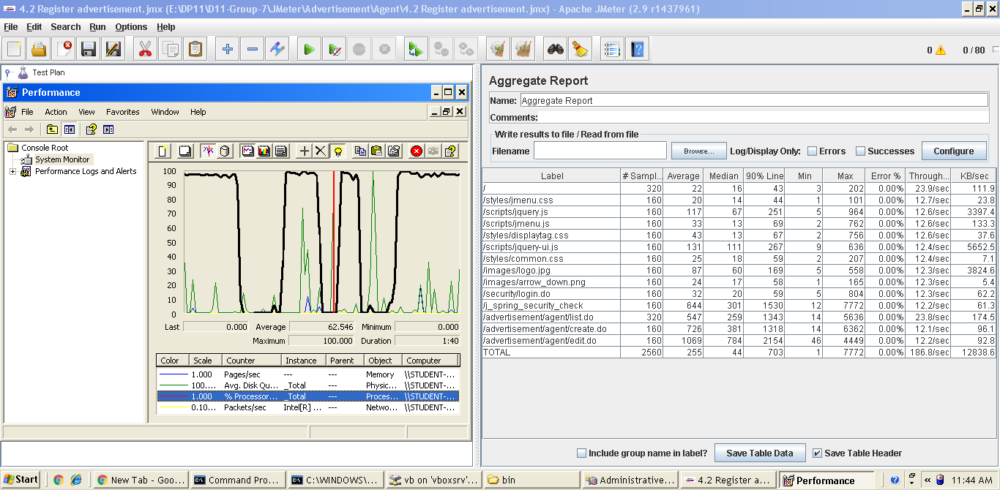 4.2 Register advertisement.jmx (E:\DP11\D11-Group-7\JMeter\Advertisement\Agent\4.2 Register advertisement.jmx) - Apache JMeter (2.9 r1437961)
File Edit Search Run Options Help
0 0 / 80
Test Plan
Performance
File Action View Favorites Window Help
Console Root
System Monitor
Performance Logs and Alerts
100
90
80
70
60
50
40
30
20
10
0
Last 0.000 Average 62.546 Minimum 0.000
Maximum 100.000 Duration 1:40
Color Scale Counter Instance Parent Object Computer
1.000 Pages/sec --- --- Memory \\STUDENT-...
100.... Avg. Disk Qu... _Total --- Physic... \\STUDENT-...
1.000 % Processor... _Total --- Proces... \\STUDENT-...
0.10... Packets/sec Intel[R] ... --- Netwo... \\STUDENT-...
Aggregate Report
Name: Aggregate Report
Comments:
Write results to file / Read from file
Filename Browse... Log/Display Only: Errors Successes Configure
Label # Sampl... Average Median 90% Line Min Max Error % Through... KB/sec
/ 320 22 16 43 3 202 0.00% 23.9/sec 111.9
/styles/jmenu.css 160 20 14 44 1 101 0.00% 12.7/sec 23.8
/scripts/jquery.js 160 117 67 251 5 964 0.00% 12.6/sec 3397.4
/scripts/jmenu.js 160 33 13 69 2 762 0.00% 12.6/sec 133.3
/styles/displaytag.css 160 43 13 67 2 756 0.00% 12.6/sec 37.6
/scripts/jquery-ui.js 160 131 111 267 9 636 0.00% 12.4/sec 5652.5
/styles/common.css 160 25 18 59 2 207 0.00% 12.4/sec 7.1
/images/logo.jpg 160 87 60 169 5 558 0.00% 12.3/sec 3824.6
/images/arrow_down.png 160 24 17 58 1 165 0.00% 12.3/sec 5.4
/security/login.do 160 32 20 59 5 804 0.00% 12.3/sec 62.2
/j_spring_security_check 160 644 301 1530 12 7772 0.00% 12.2/sec 61.3
/advertisement/agent/list.do 320 547 259 1343 14 5636 0.00% 23.8/sec 174.5
/advertisement/agent/create.do 160 726 381 1318 14 6362 0.00% 12.1/sec 96.1
/advertisement/agent/edit.do 160 1069 784 2154 46 4449 0.00% 12.2/sec 92.8
TOTAL 2560 255 44 703 1 7772 0.00% 186.8/sec 12838.6
Include group name in label? Save Table Data Save Table Header
Start New Tab - Goo... Command Pro... C:\WINDOWS\... vb on 'vboxsrv'... bin Administrative... 4.2 Register a... Performance 11:44 AM